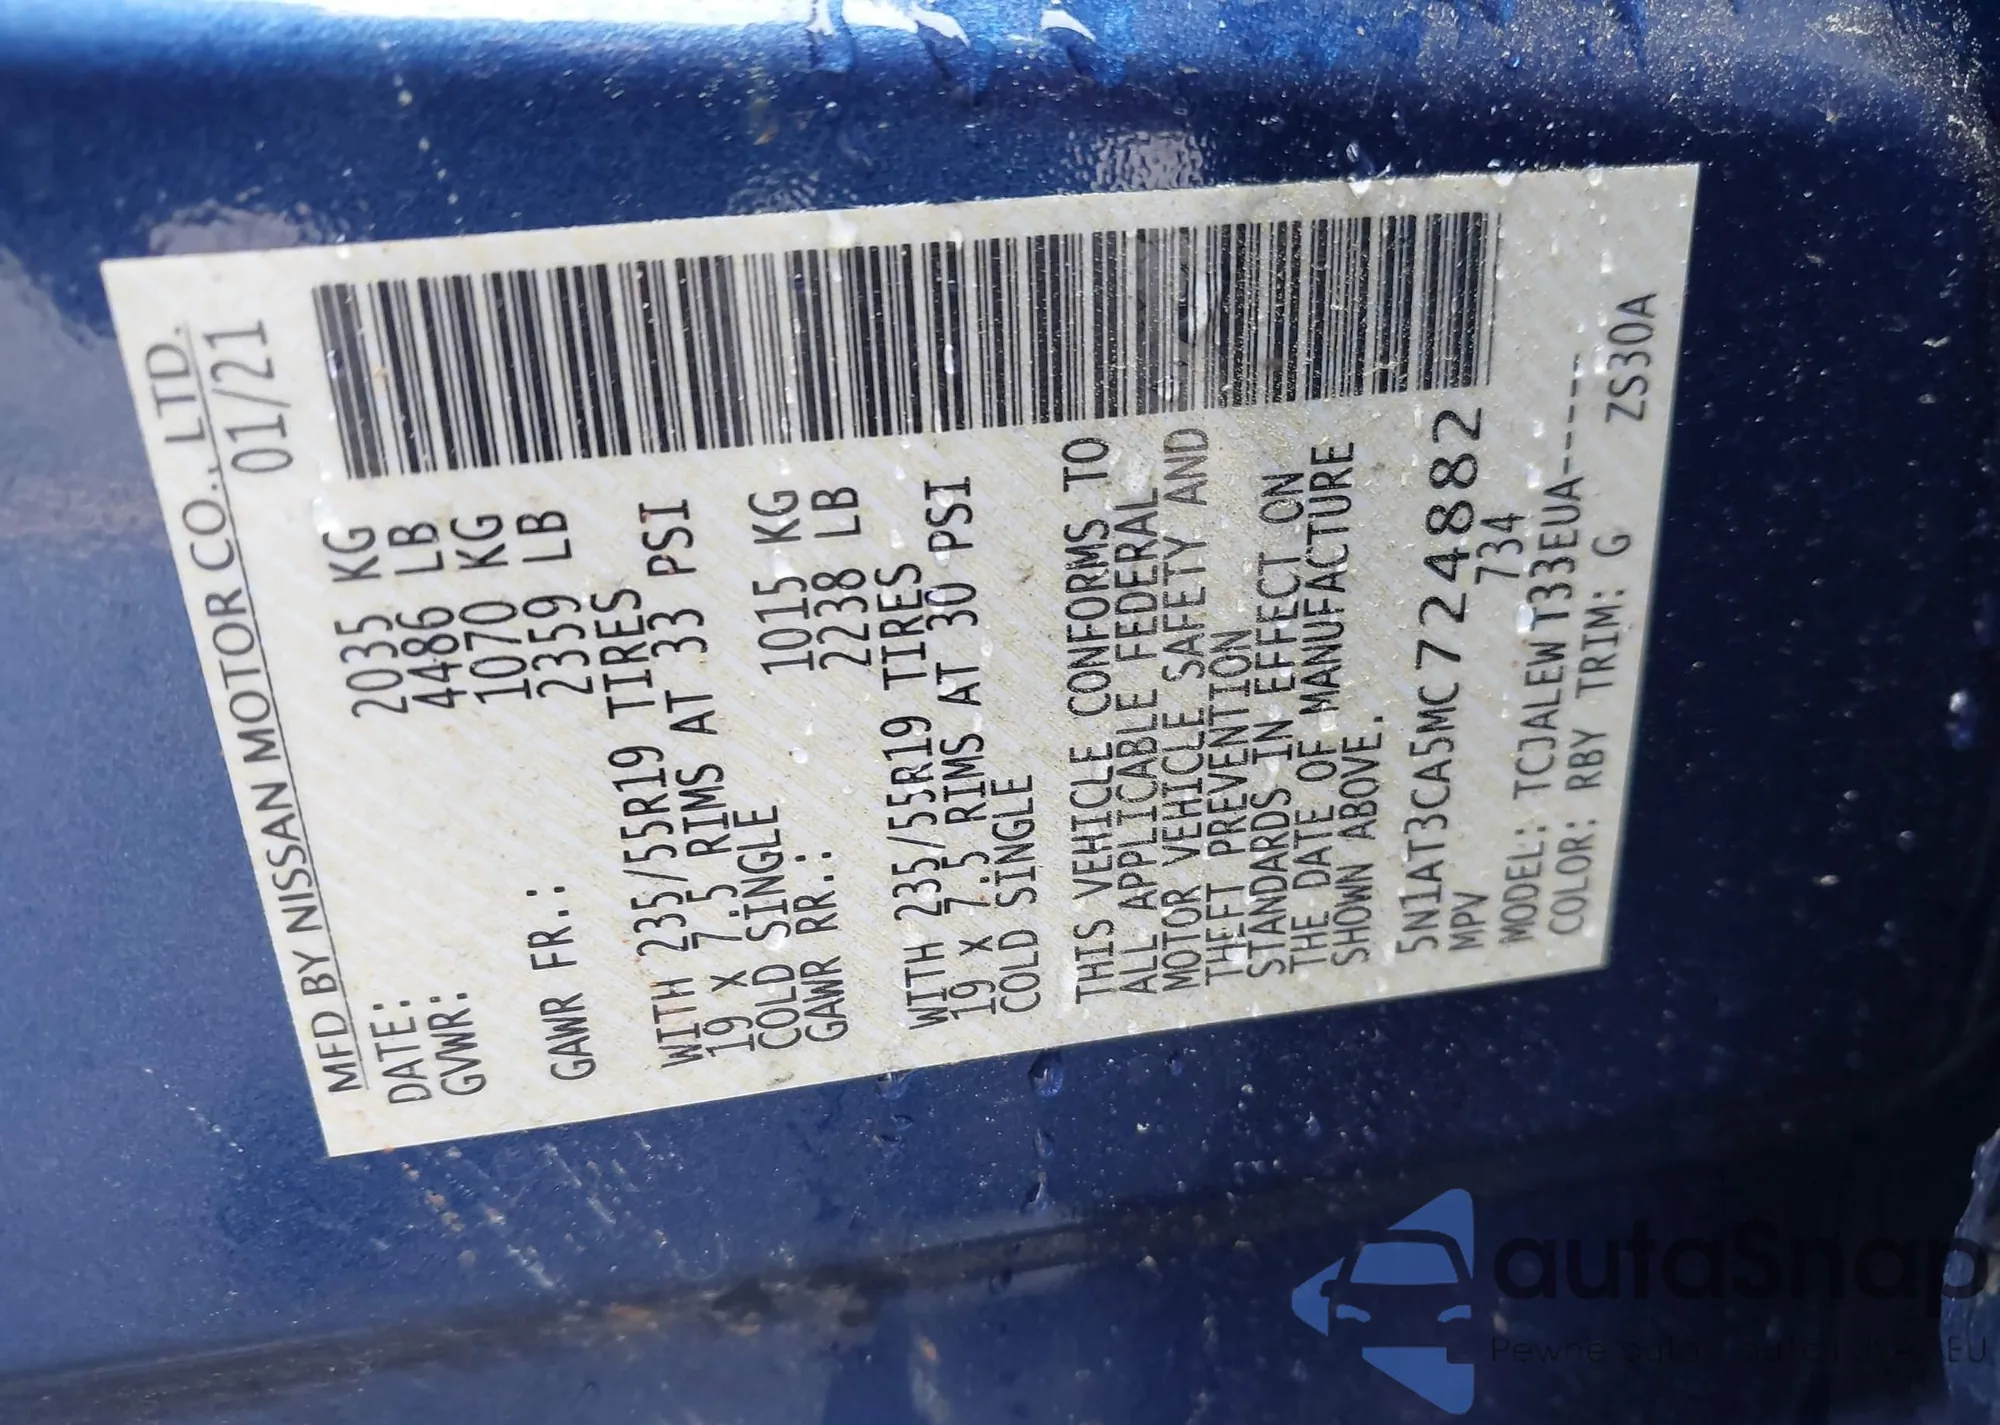 MFD BY NISSAN MOTOR CO.,LTD.
DATE: 01/21
GVWR: 2035 KG
4486 LB
GAWR FR.: 1070 KG
2359 LB
WITH 235/55R19 TIRES
19 X 7.5 RIMS AT 33 PSI
COLD SINGLE
GAWR RR.: 1015 KG
2238 LB
WITH 235/55R19 TIRES
19 X 7.5 RIMS AT 30 PSI
COLD SINGLE
THIS VEHICLE CONFORMS TO
ALL APPLICABLE FEDERAL
MOTOR VEHICLE SAFETY AND
THEFT PREVENTION
STANDARDS IN EFFECT ON
THE DATE OF MANUFACTURE
SHOWN ABOVE.
5N1AT3CA5MC724882
MPV 734
MODEL: TCJALEWT33EUA-----
COLOR: RBY TRIM: G ZS30A
autaSnap
Pewne auta EU